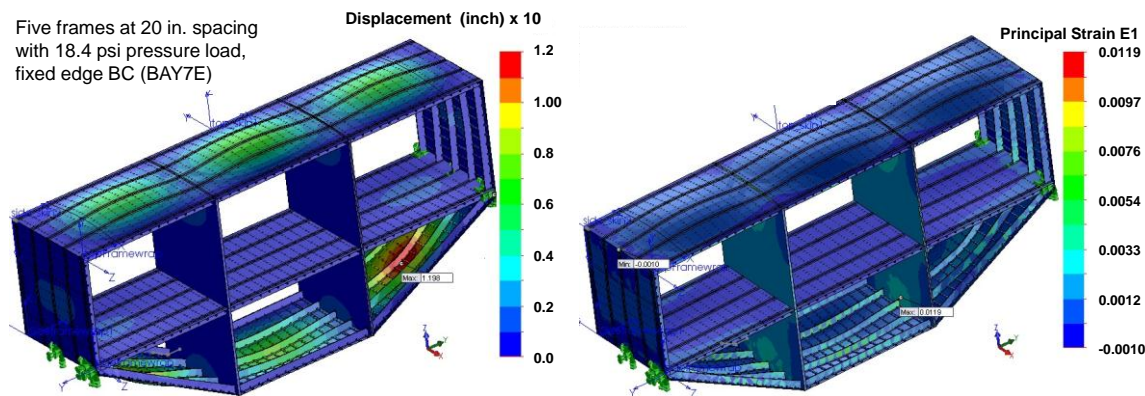 Five frames at 20 in. spacing
with 18.4 psi pressure load,
fixed edge BC (BAY7E)
Displacement (inch) x 10
1.2
1.00
0.8
0.6
0.4
0.2
0.0
Max: 1.198
Z
Y
X
Principal Strain E1
0.0119
0.0097
0.0076
0.0054
0.0033
0.0012
-0.0010
Min: -0.0010
Max: 0.0119
Z
Y
X